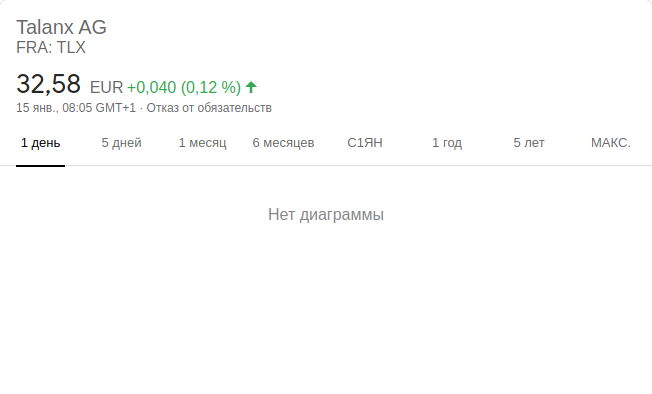 Talanx AG
FRA: TLX
32,58 EUR +0,040 (0,12 %)
15 янв., 08:05 GMT+1 · Отказ от обязательств
1 день 5 дней 1 месяц 6 месяцев С1ЯН 1 год 5 лет МАКС.
Нет диаграммы